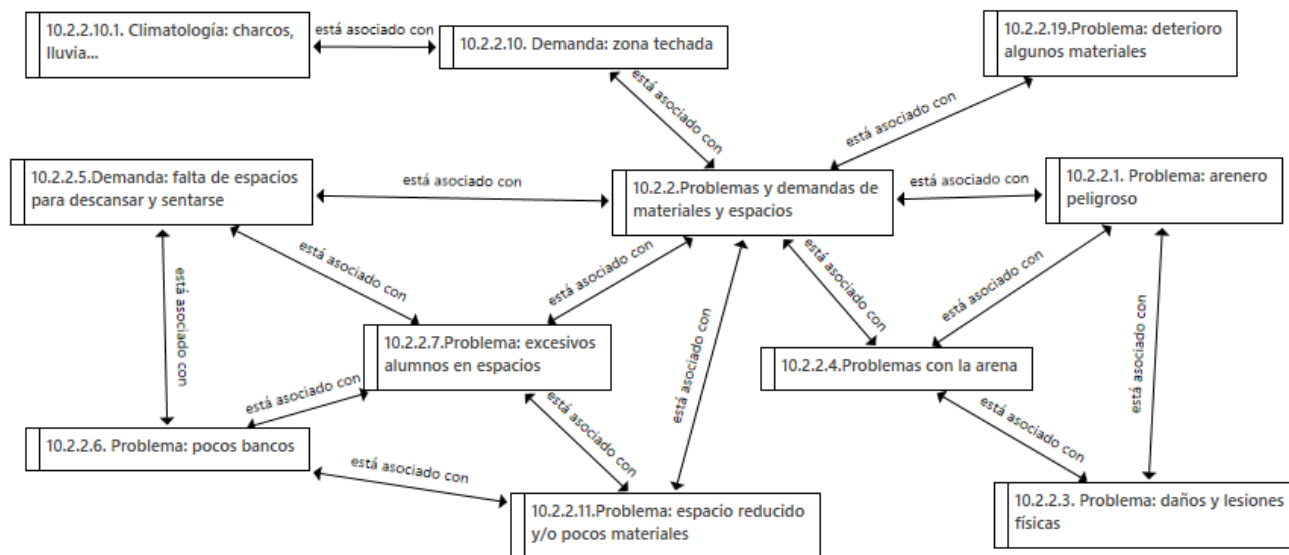 10.2.2.10.1. Climatología: charcos,
lluvia...
está asociado con
10.2.2.10. Demanda: zona techada
10.2.2.19.Problema: deterioro
algunos materiales
está asociado con
está asociado con
10.2.2.5.Demanda: falta de espacios
para descansar y sentarse
está asociado con
10.2.2.Problemas y demandas de
materiales y espacios
está asociado con
10.2.2.1. Problema: arenero
peligroso
está asociado con
está asociado con
está asociado con
está asociado con
está asociado con
está asociado con
está asociado con
está asociado con
10.2.2.7.Problema: excesivos
alumnos en espacios
10.2.2.4.Problemas con la arena
está asociado con
está asociado con
está asociado con
10.2.2.6. Problema: pocos bancos
está asociado con
10.2.2.11.Problema: espacio reducido
y/o pocos materiales
10.2.2.3. Problema: daños y lesiones
físicas